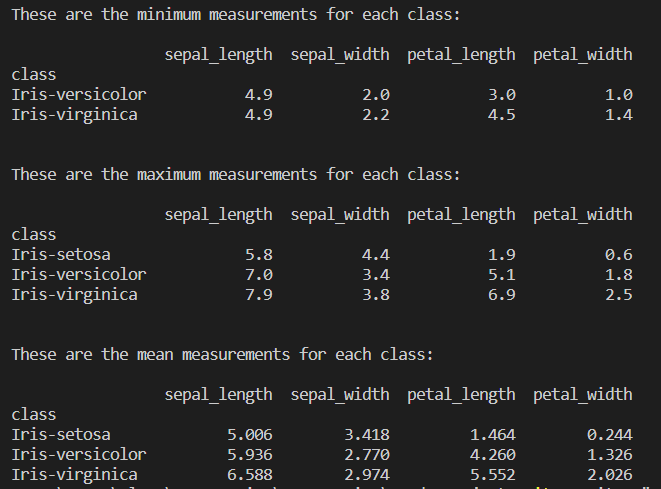 These are the minimum measurements for each class:
sepal_length sepal_width petal_length petal_width
class
Iris-versicolor 4.9 2.0 3.0 1.0
Iris-virginica 4.9 2.2 4.5 1.4
These are the maximum measurements for each class:
sepal_length sepal_width petal_length petal_width
class
Iris-setosa 5.8 4.4 1.9 0.6
Iris-versicolor 7.0 3.4 5.1 1.8
Iris-virginica 7.9 3.8 6.9 2.5
These are the mean measurements for each class:
sepal_length sepal_width petal_length petal_width
class
Iris-setosa 5.006 3.418 1.464 0.244
Iris-versicolor 5.936 2.770 4.260 1.326
Iris-virginica 6.588 2.974 5.552 2.026